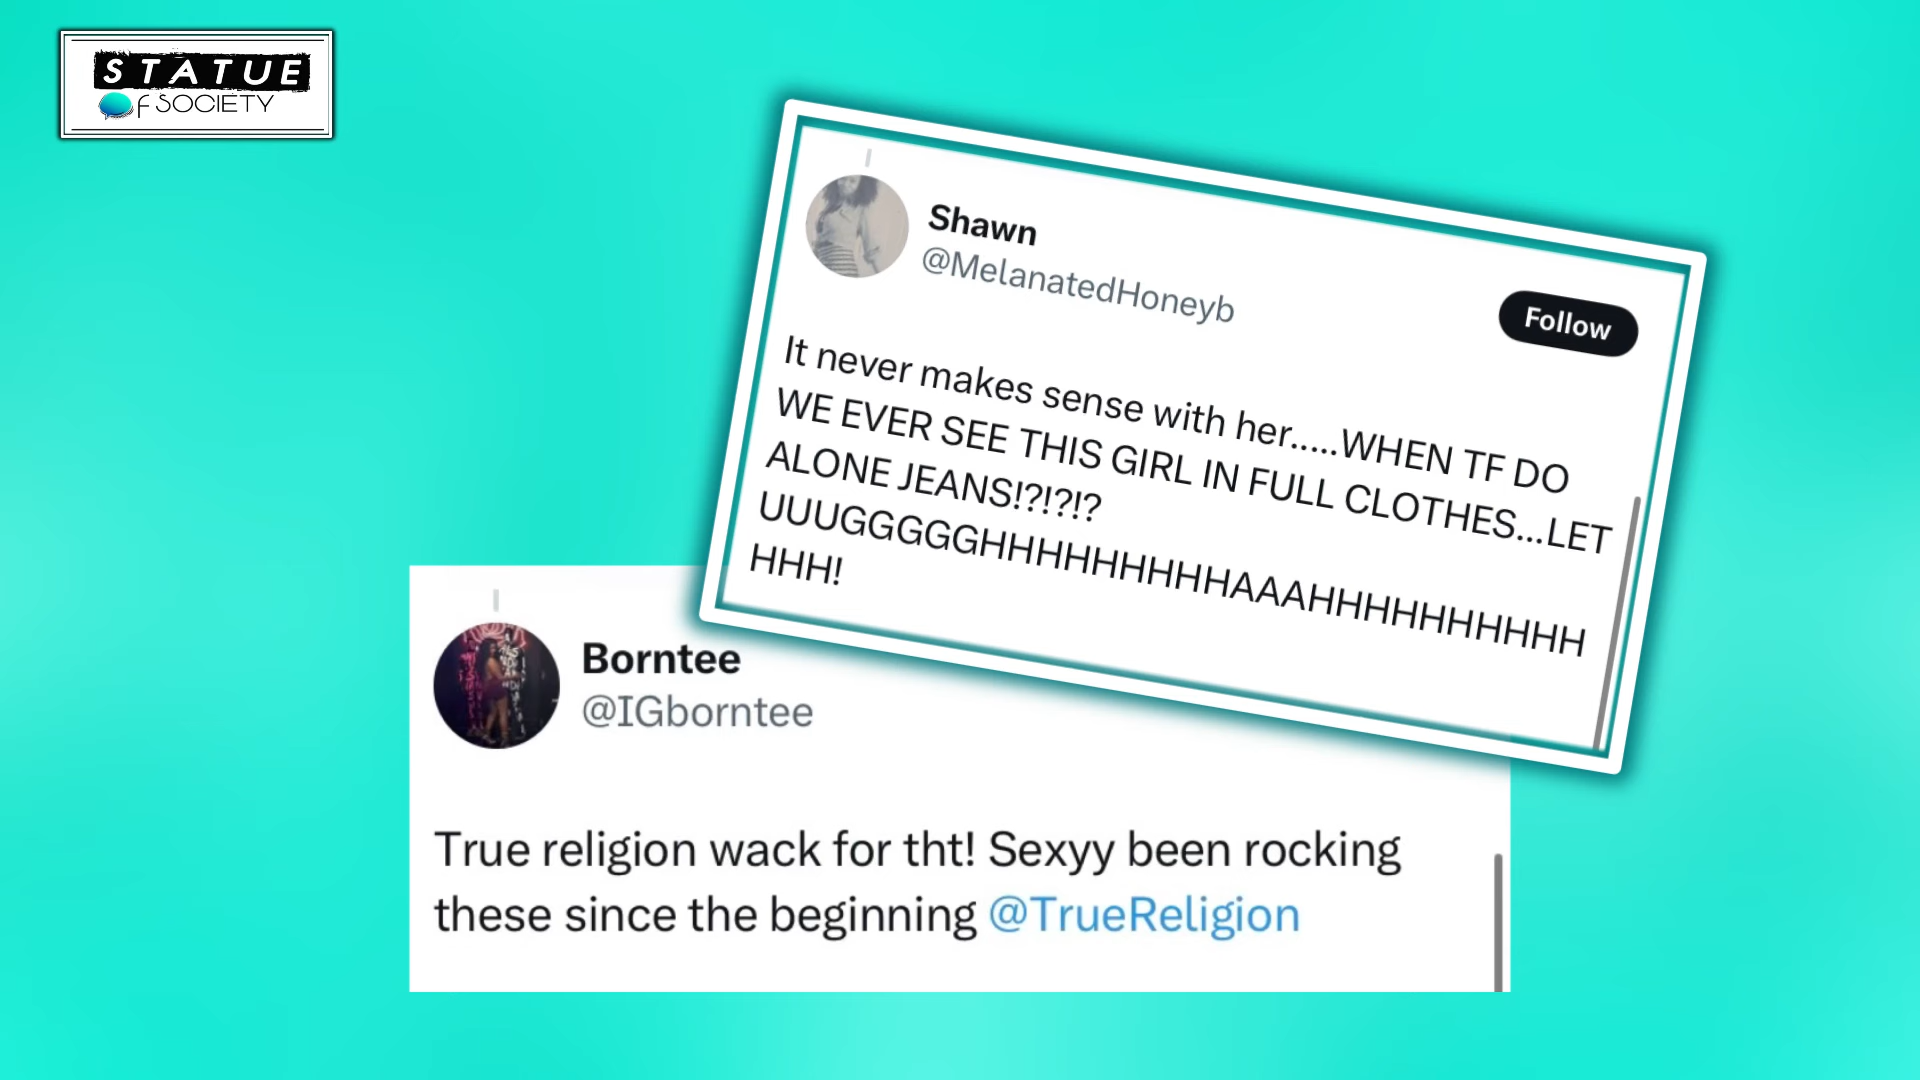 STATUE
OF SOCIETY
Shawn
@MelanatedHoneyb
Follow
It never makes sense with her.....WHEN TF DO
WE EVER SEE THIS GIRL IN FULL CLOTHES...LET
ALONE JEANS!?!?!?
UUUGGGGGHHHHHHHHHAAAHHHHHHHHHH
HHH!
Borntee
@IGborntee
True religion wack for tht! Sexyy been rocking
these since the beginning @TrueReligion